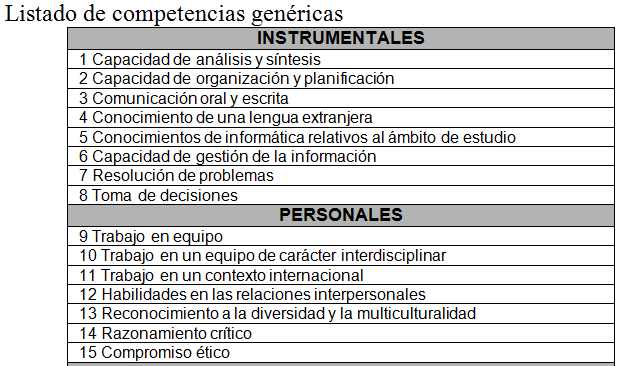 Listado de competencias genéricas
INSTRUMENTALES
1 Capacidad de análisis y síntesis
2 Capacidad de organización y planificación
3 Comunicación oral y escrita
4 Conocimiento de una lengua extranjera
5 Conocimientos de informática relativos al ámbito de estudio
6 Capacidad de gestión de la información
7 Resolución de problemas
8 Toma de decisiones
PERSONALES
9 Trabajo en equipo
10 Trabajo en un equipo de carácter interdisciplinar
11 Trabajo en un contexto internacional
12 Habilidades en las relaciones interpersonales
13 Reconocimiento a la diversidad y la multiculturalidad
14 Razonamiento crítico
15 Compromiso ético